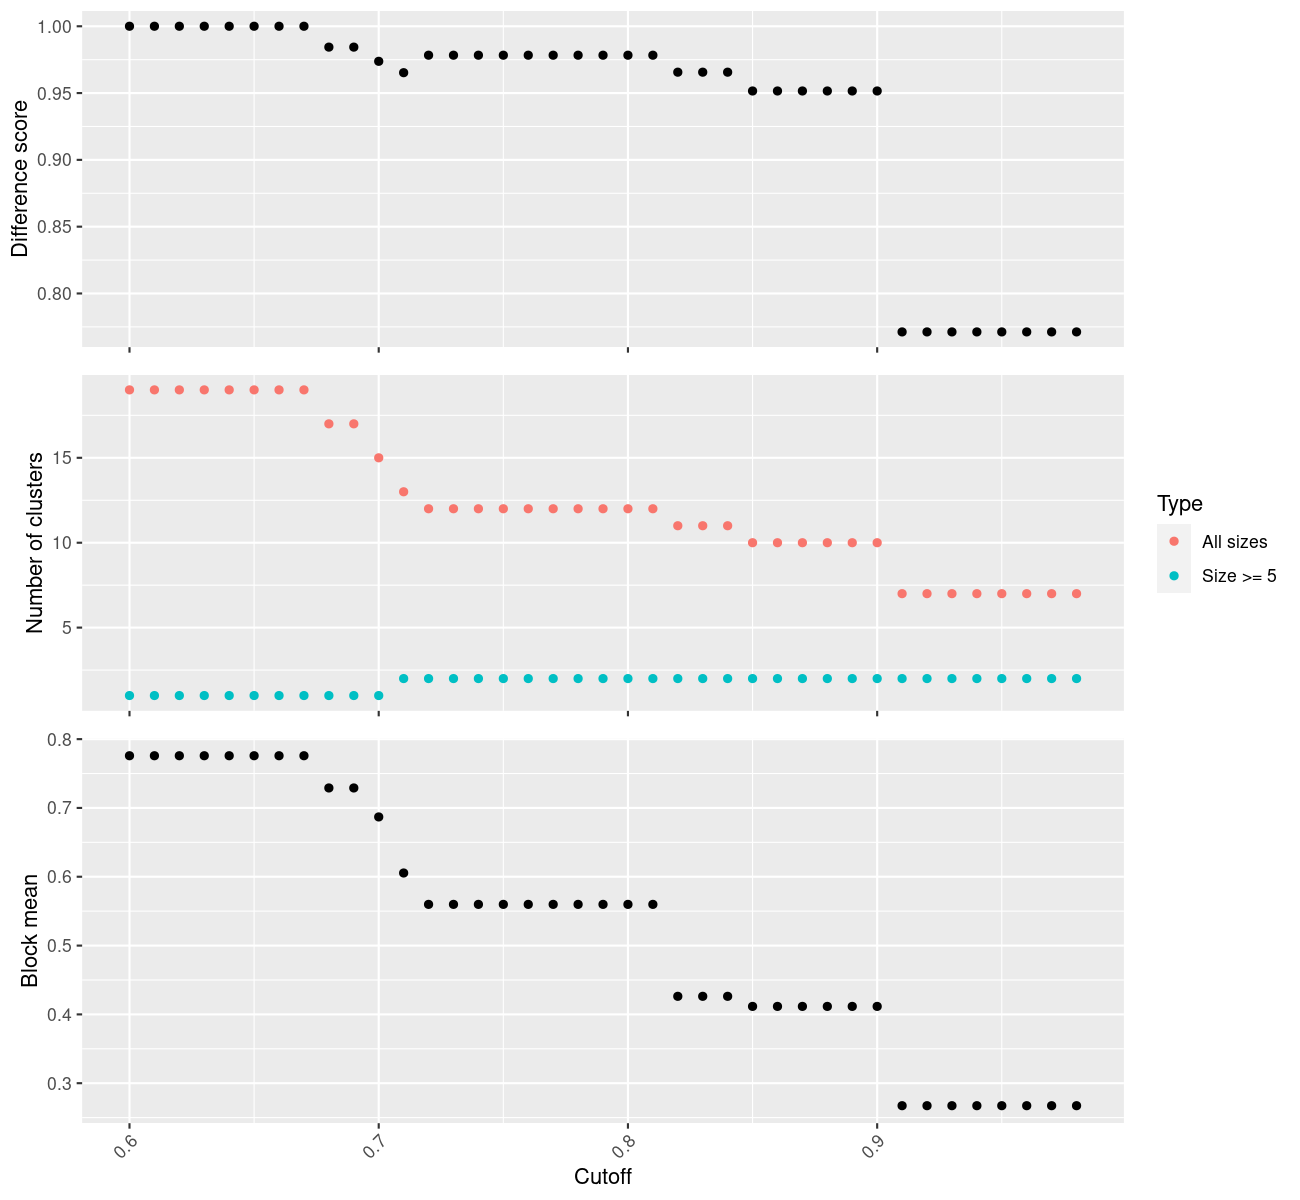 Difference score
1.00
0.95
0.90
0.85
0.80
Number of clusters
15
10
5
Type
All sizes
Size >= 5
Block mean
0.8
0.7
0.6
0.5
0.4
0.3
0.6 0.7 0.8 0.9
Cutoff